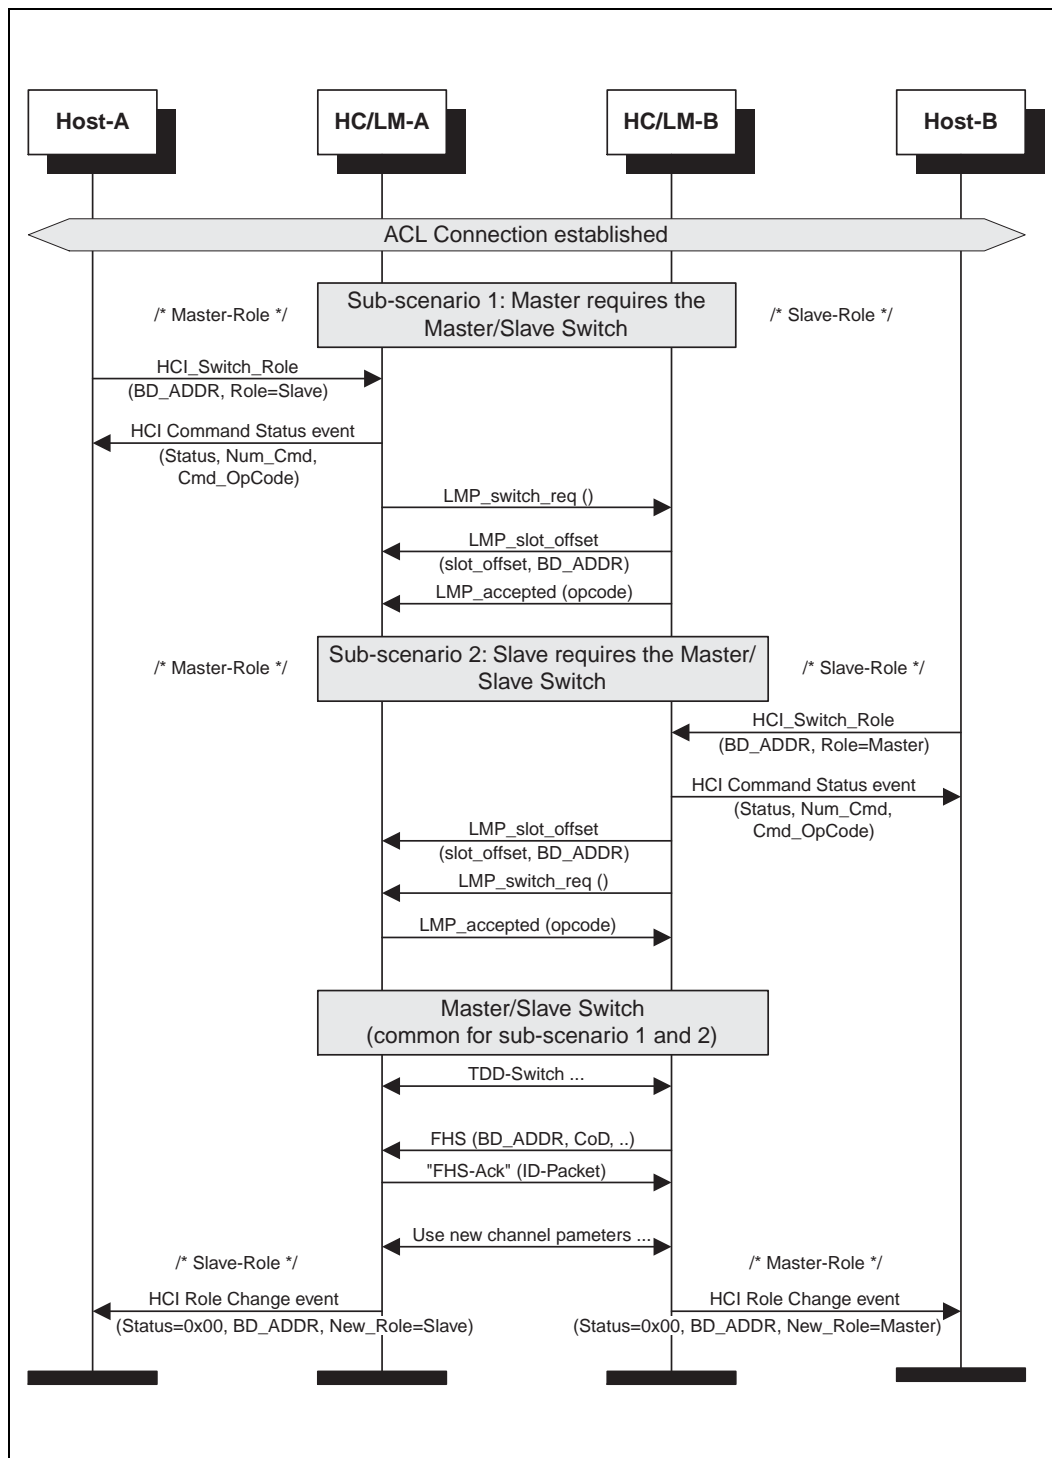 Host-A
HC/LM-A
HC/LM-B
Host-B
ACL Connection established
/* Master-Role */
Sub-scenario 1: Master requires the
Master/Slave Switch
/* Slave-Role */
HCI_Switch_Role
(BD_ADDR, Role=Slave)
HCI Command Status event
(Status, Num_Cmd,
Cmd_OpCode)
LMP_switch_req ()
LMP_slot_offset
(slot_offset, BD_ADDR)
LMP_accepted (opcode)
/* Master-Role */
Sub-scenario 2: Slave requires the Master/
Slave Switch
/* Slave-Role */
HCI_Switch_Role
(BD_ADDR, Role=Master)
HCI Command Status event
(Status, Num_Cmd,
Cmd_OpCode)
LMP_slot_offset
(slot_offset, BD_ADDR)
LMP_switch_req ()
LMP_accepted (opcode)
Master/Slave Switch
(common for sub-scenario 1 and 2)
TDD-Switch ...
FHS (BD_ADDR, CoD, ..)
"FHS-Ack" (ID-Packet)
Use new channel pameters ...
/* Slave-Role */
/* Master-Role */
HCI Role Change event
(Status=0x00, BD_ADDR, New_Role=Slave)
HCI Role Change event
(Status=0x00, BD_ADDR, New_Role=Master)